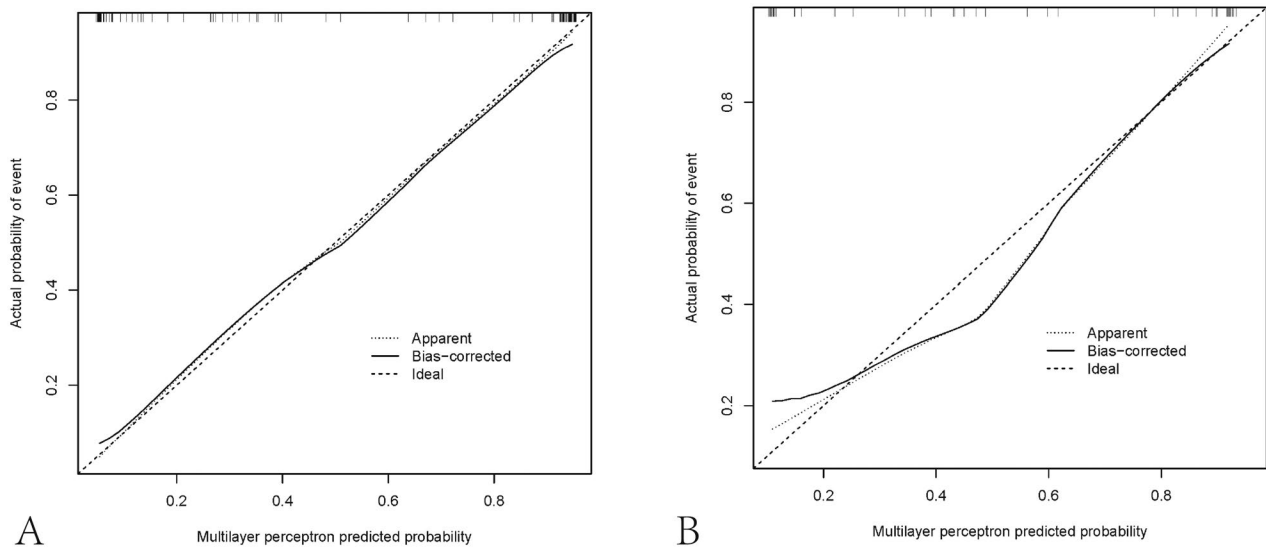 Actual probability of event
0.8
0.6
0.4
0.2
Apparent
Bias-corrected
Ideal
0.2 0.4 0.6 0.8
Multilayer perceptron predicted probability
A
Actual probability of event
0.8
0.6
0.4
0.2
Apparent
Bias-corrected
Ideal
0.2 0.4 0.6 0.8
Multilayer perceptron predicted probability
B